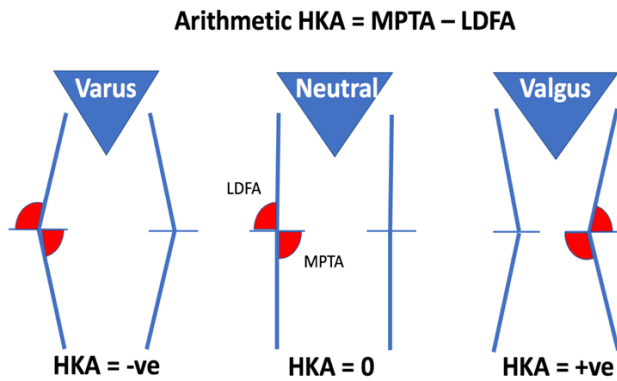 Arithmetic HKA = MPTA – LDFA
Varus
Neutral
Valgus
LDFA
MPTA
HKA = -ve
HKA = 0
HKA = +ve